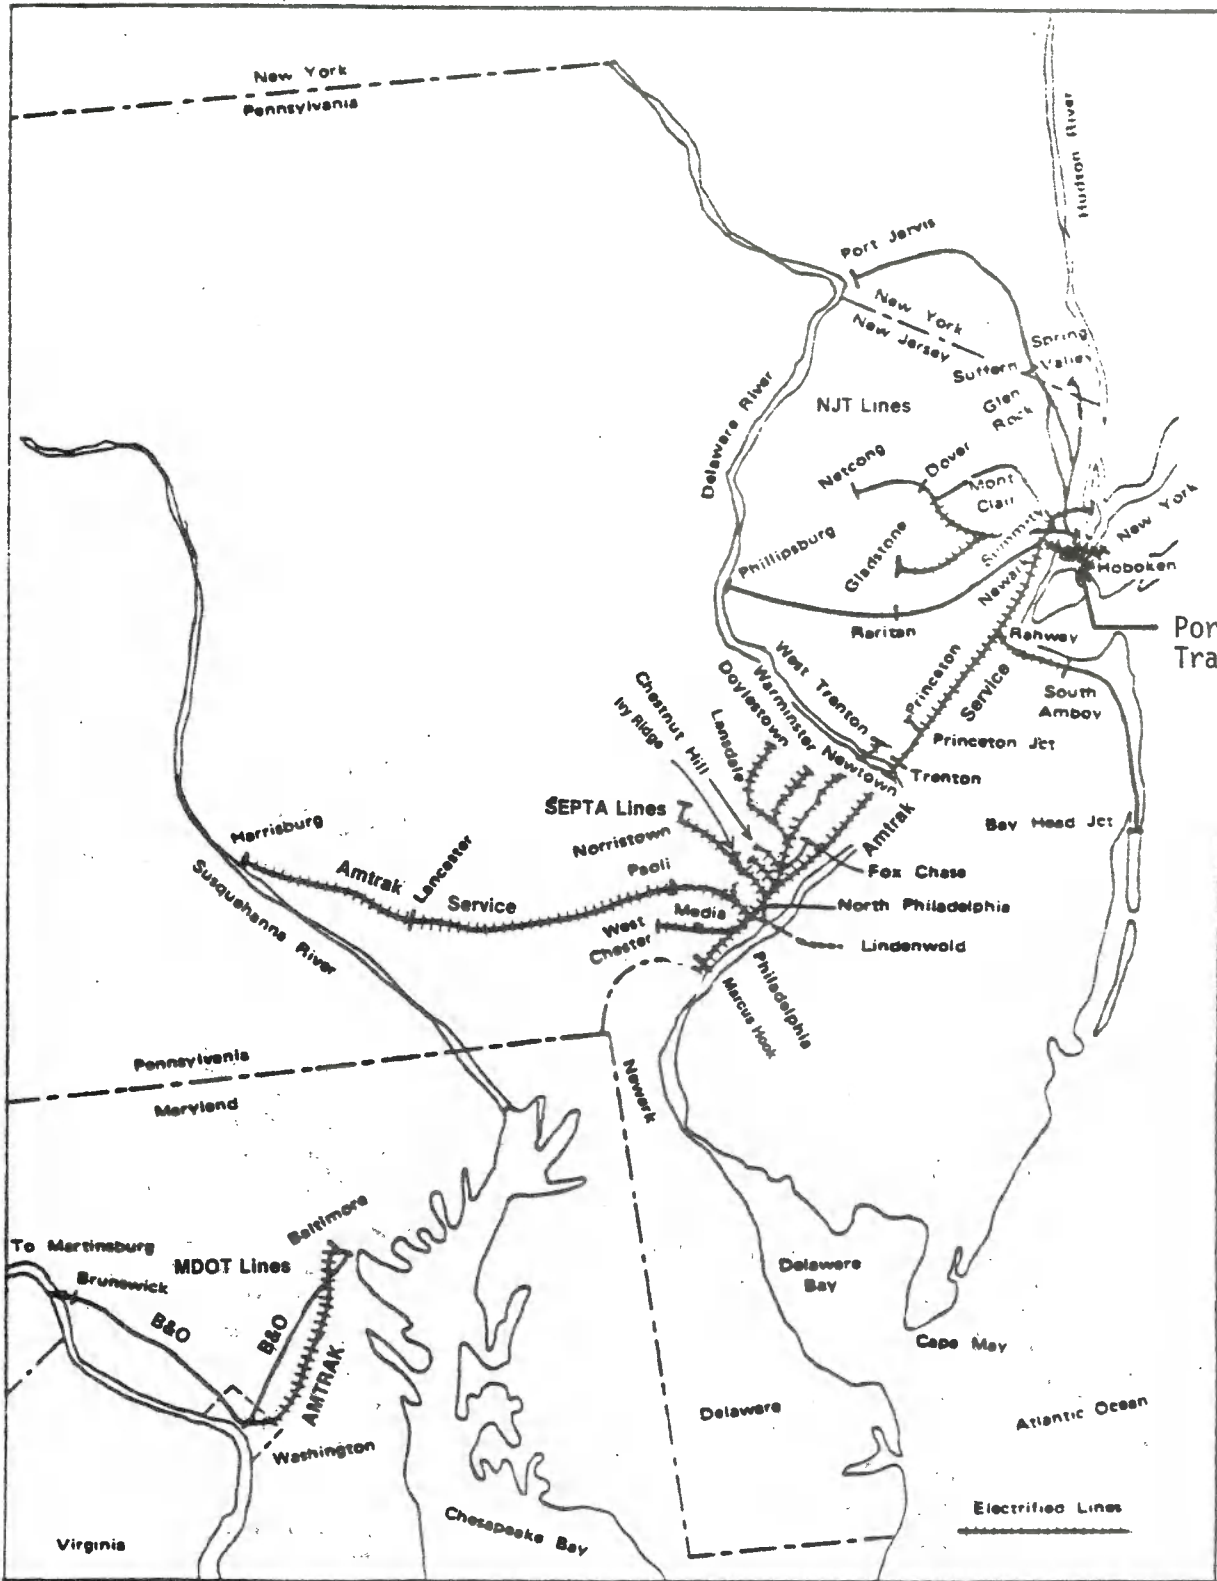 New York
Pennsylvania
Hudson River
Port Jervis
New York
New Jersey
Spring
Valley
Suffern
Glen
Rock
NJT Lines
Delaware River
Netcong
Dover
Mont
Clair
Summit
New York
Phillipsburg
Gladstone
Newark
Hoboken
Raritan
Rahway
Por
Tra
West Trenton
Princeton
Service
South
Amboy
Chestnut Hill
Ivy Ridge
Doylestown
Warminster
Lansdale
Newtown
Princeton Jct
Trenton
SEPTA Lines
Norristown
Amtrak
Bay Head Jct
Harrisburg
Amtrak
Lancaster
Service
Paoli
Fox Chase
Media
North Philadelphia
West
Chester
Lindenwold
Susquehanna River
Philadelphia
Marcus Hook
Pennsylvania
Maryland
Newark
Baltimore
To Martinsburg
MDOT Lines
Brunswick
B&O
B&O
AMTRAK
Delaware
Bay
Cape May
Washington
Delaware
Atlantic Ocean
Chesapeake Bay
Electrified Lines
Virginia